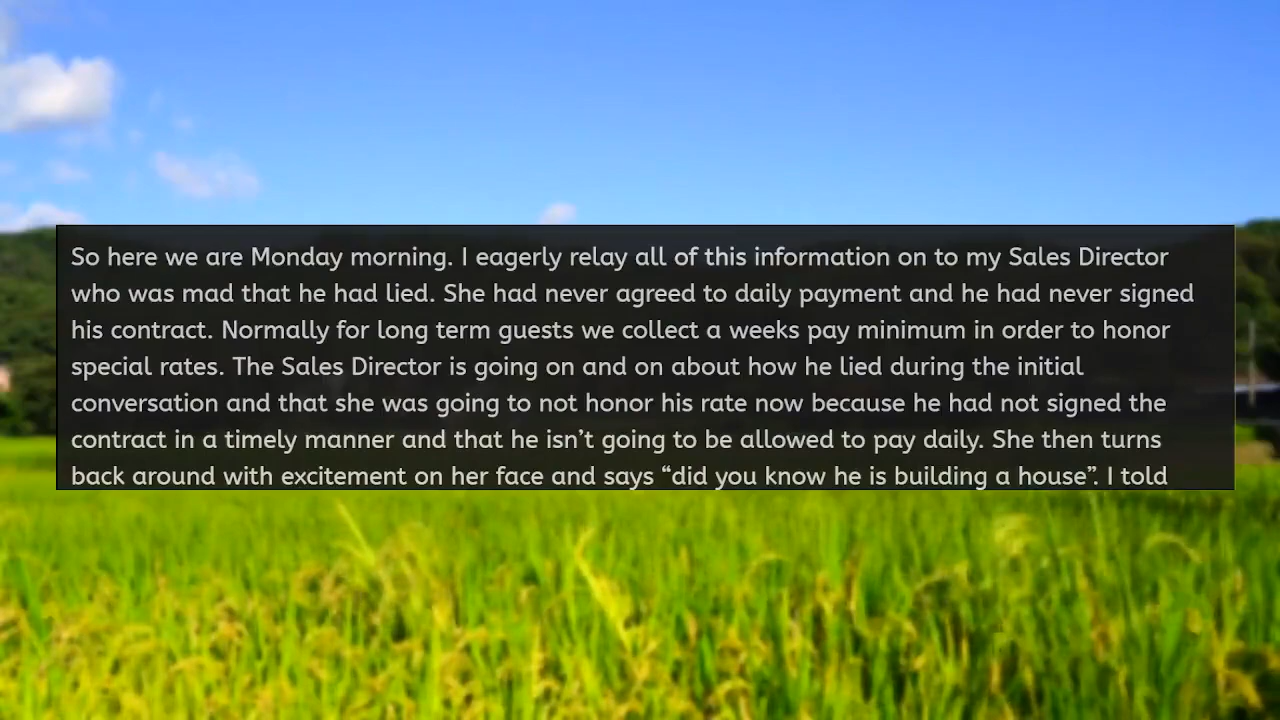 So here we are Monday morning. I eagerly relay all of this information on to my Sales Director
who was mad that he had lied. She had never agreed to daily payment and he had never signed
his contract. Normally for long term guests we collect a weeks pay minimum in order to honor
special rates. The Sales Director is going on and on about how he lied during the initial
conversation and that she was going to not honor his rate now because he had not signed the
contract in a timely manner and that he isn’t going to be allowed to pay daily. She then turns
back around with excitement on her face and says “did you know he is building a house”. I told